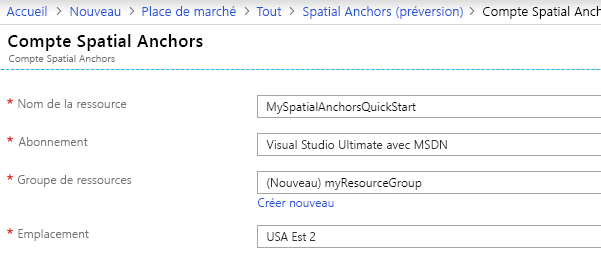 Accueil > Nouveau > Place de marché > Tout > Spatial Anchors (préversion) > Compte Spatial Anch
Compte Spatial Anchors
Compte Spatial Anchors
* Nom de la ressource MySpatialAnchorsQuickStart
* Abonnement Visual Studio Ultimate avec MSDN
* Groupe de ressources (Nouveau) myResourceGroup
Créer nouveau
* Emplacement USA Est 2